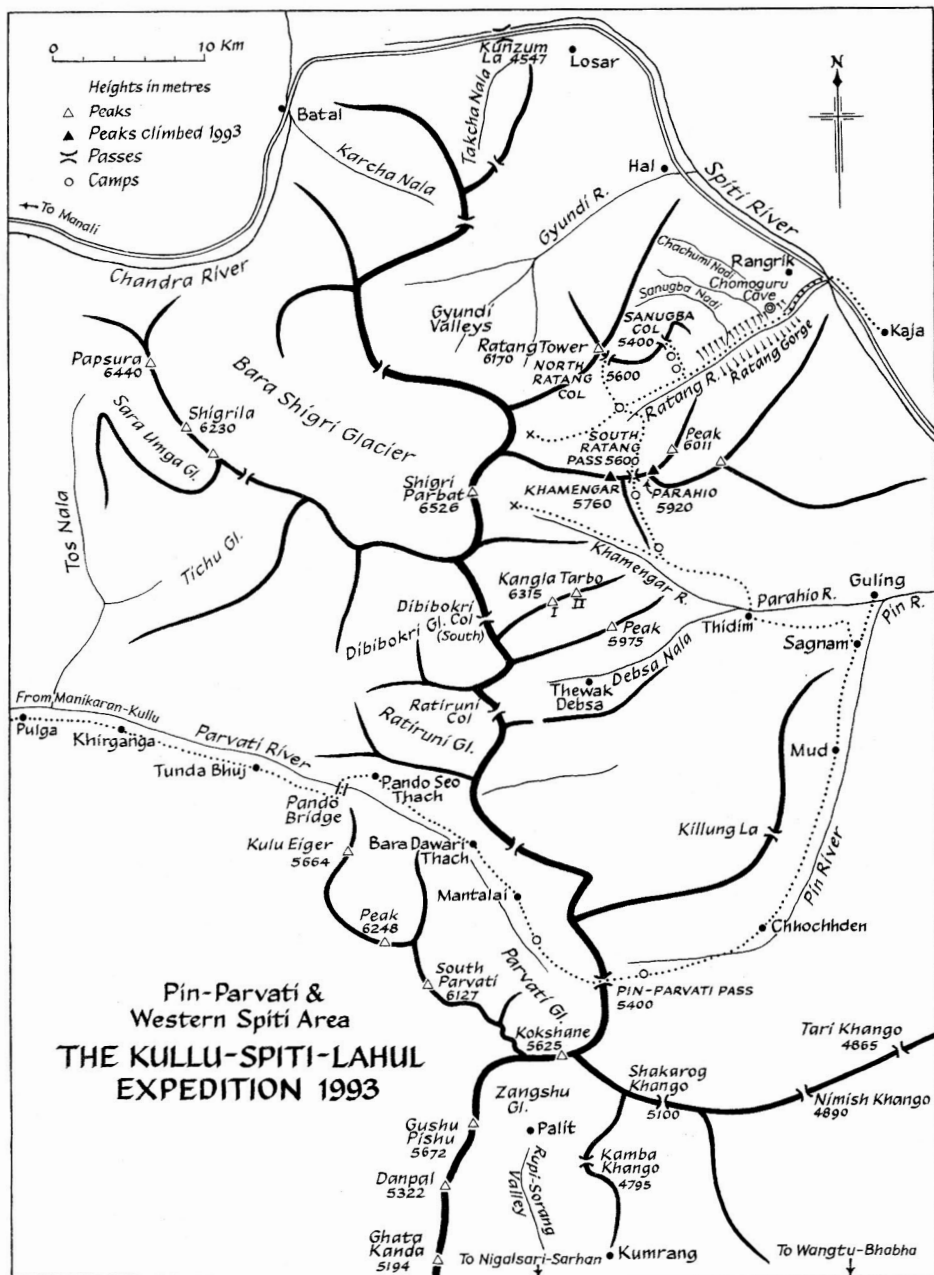 0 10 Km
Heights in metres
Peaks
Peaks climbed 1993
Passes
Camps
N
Kunzum
La 4547
Losar
Batal
Takcha Nala
Karcha Nala
Hal
Spiti River
To Manali
Chandra River
Gyundi R.
Chachumi Nadi
Rangrik
Chomoguru
Cave
Sanugba Nadi
Kaja
Gyundi
Valleys
SANUGBA
COL
5400
Ratang Tower
6170
NORTH
RATANG
COL
5600
Ratang R.
Ratang Gorge
Papsura
6440
Bara Shigri Glacier
Shigrila
6230
Sara Umga Gl.
SOUTH
RATANG
PASS 5600
Peak
6011
Shigri
Parbat
6526
KHAMENGAR
5760
PARAHIO
5920
Tos Nala
Tichu Gl.
Khamengar R.
Kangla Tarbo
6315
I
II
Parahio R.
Guling
Pin R.
Dibibokri
Col
(South)
Dibibokri Gl.
Peak
5975
Thidim
Sagnam
Debsa Nala
Thewak
Debsa
Ratiruni
Col
Ratiruni Gl.
From Manikaran-Kullu
Pulga
Khirganga
Parvati River
Tunda Bhuj
Mud
Pando Seo
Thach
Pando
Bridge
Killung La
Kulu Eiger
5664
Bara Dawari
Thach
Pin River
Mantalai
Chhochhden
Peak
6248
South
Parvati
6127
Parvati Gl.
PIN-PARVATI PASS
5400
Pin-Parvati &
Western Spiti Area
THE KULLU-SPITI-LAHUL
EXPEDITION 1993
Kokshane
5625
Tari Khango
4865
Shakarog
Khango
5100
Nimish Khango
4890
Zangshu
Gl.
Gushu
Pishu
5672
Palit
Kamba
Khango
4795
Rupi-Sorang
Valley
Danpal
5322
Ghata
Kanda
5194
To Nigalsari-Sarhan
Kumrang
To Wangtu-Bhabha